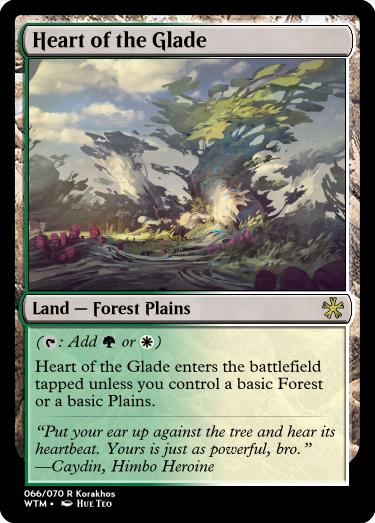 Heart of the Glade
Land — Forest Plains
( : Add or )
Heart of the Glade enters the battlefield
tapped unless you control a basic Forest
or a basic Plains.
“Put your ear up against the tree and hear its
heartbeat. Yours is just as powerful, bro.”
—Caydin, Himbo Heroine
066/070 R Korakhos
WTM • Hue Teo